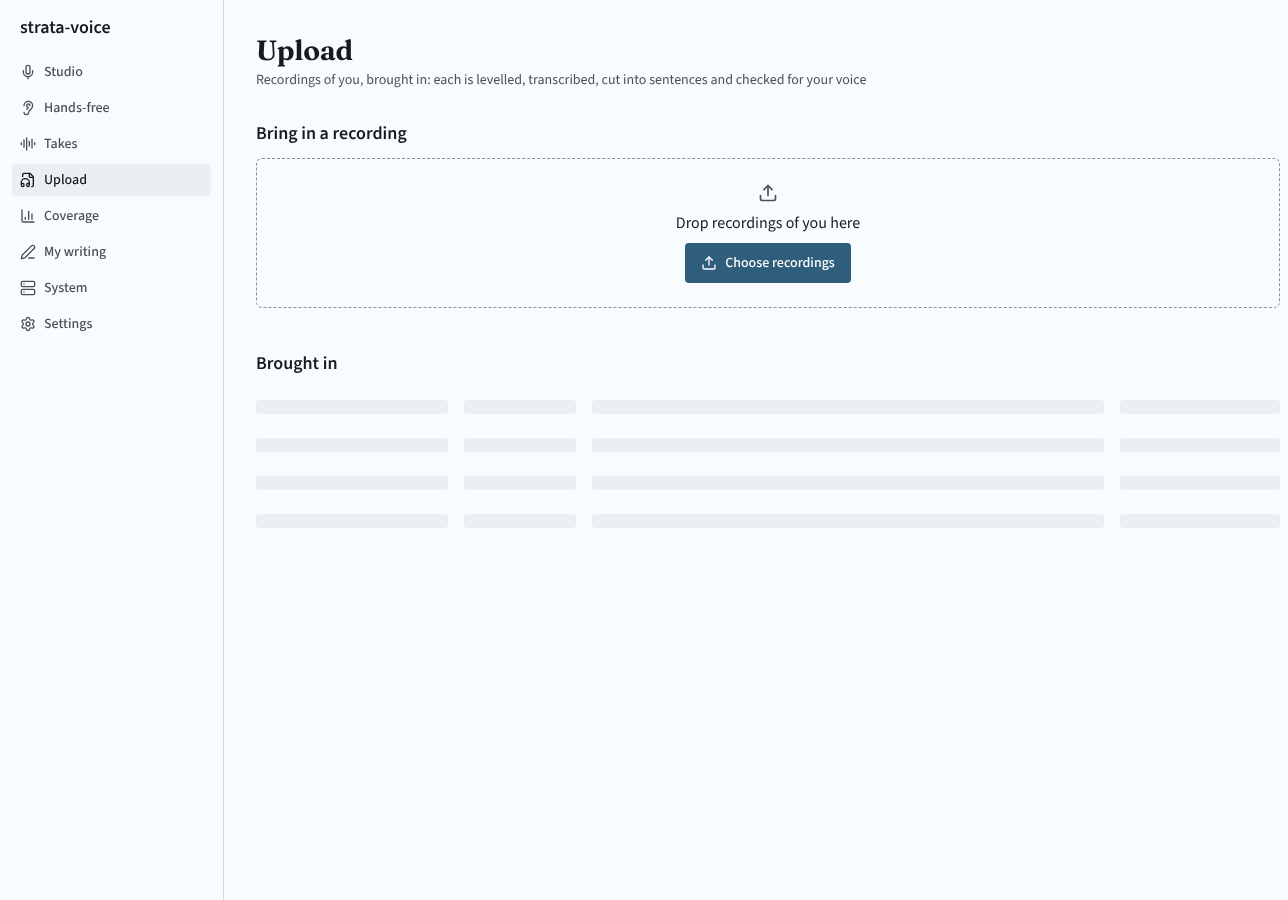 strata-voice
Studio
Hands-free
Takes
Upload
Coverage
My writing
System
Settings
Upload
Recordings of you, brought in: each is levelled, transcribed, cut into sentences and checked for your voice
Bring in a recording
Drop recordings of you here
Choose recordings
Brought in